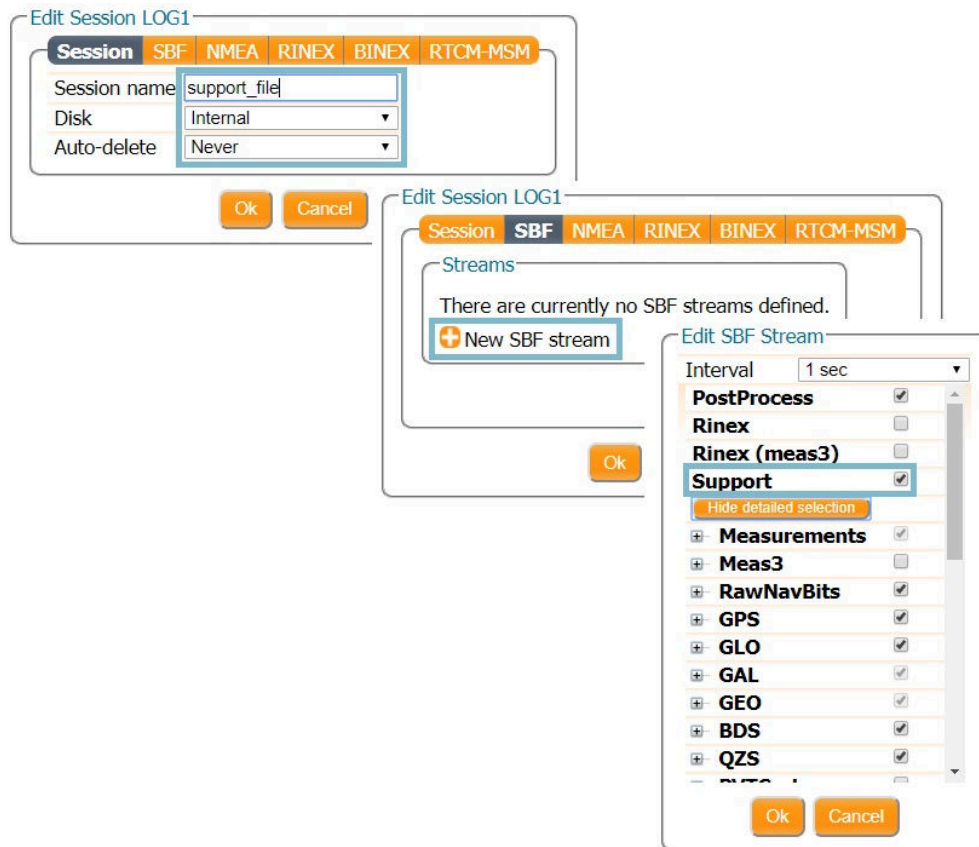 Edit Session LOG1
Session SBF NMEA RINEX BINEX RTCM-MSM
Session name support_file
Disk Internal
Auto-delete Never
Ok Cancel
Edit Session LOG1
Session SBF NMEA RINEX BINEX RTCM-MSM
Streams
There are currently no SBF streams defined.
New SBF stream
Ok
Edit SBF Stream
Interval 1 sec
PostProcess
Rinex
Rinex (meas3)
Support
Hide detailed selection
Measurements
Meas3
RawNavBits
GPS
GLO
GAL
GEO
BDS
QZS
Ok Cancel